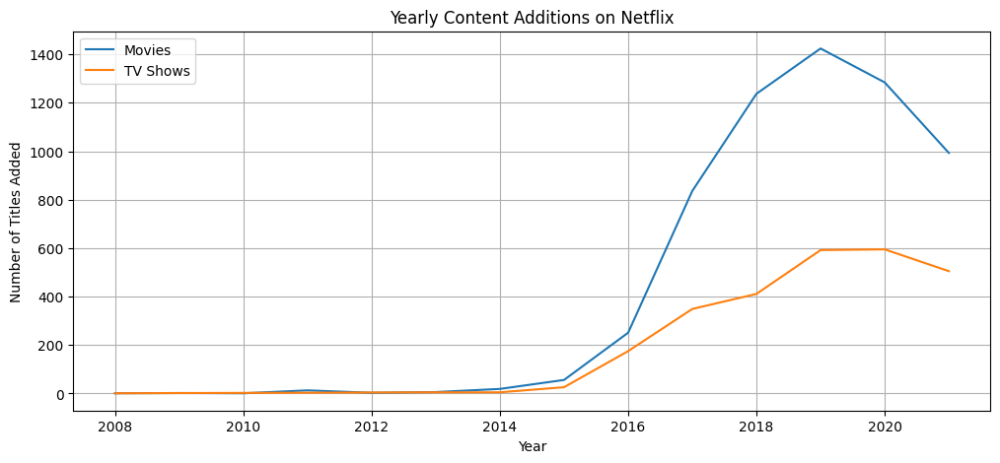 Yearly Content Additions on Netflix
Movies
TV Shows
Number of Titles Added
1400
1200
1000
800
600
400
200
0
2008 2010 2012 2014 2016 2018 2020
Year